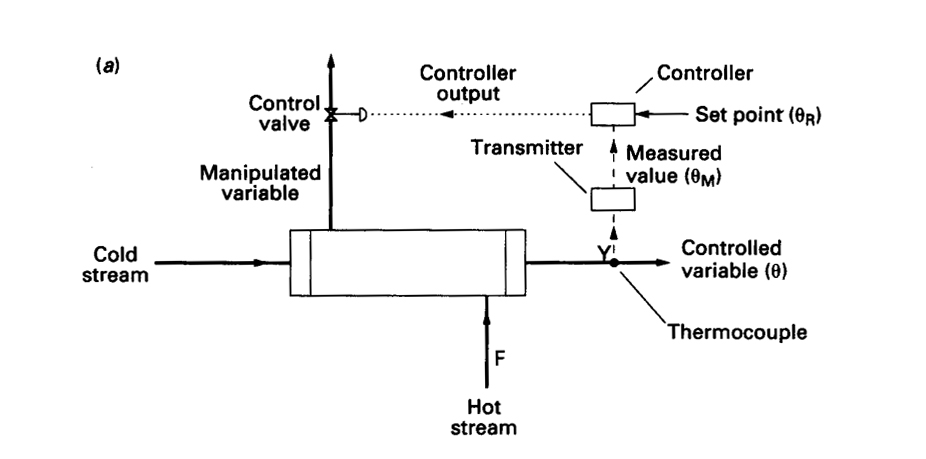 (a)
Controller
output
Controller
Control
valve
Set point (θR)
Transmitter
Measured
value (θM)
Manipulated
variable
Cold
stream
Y
Controlled
variable (θ)
Thermocouple
F
Hot
stream